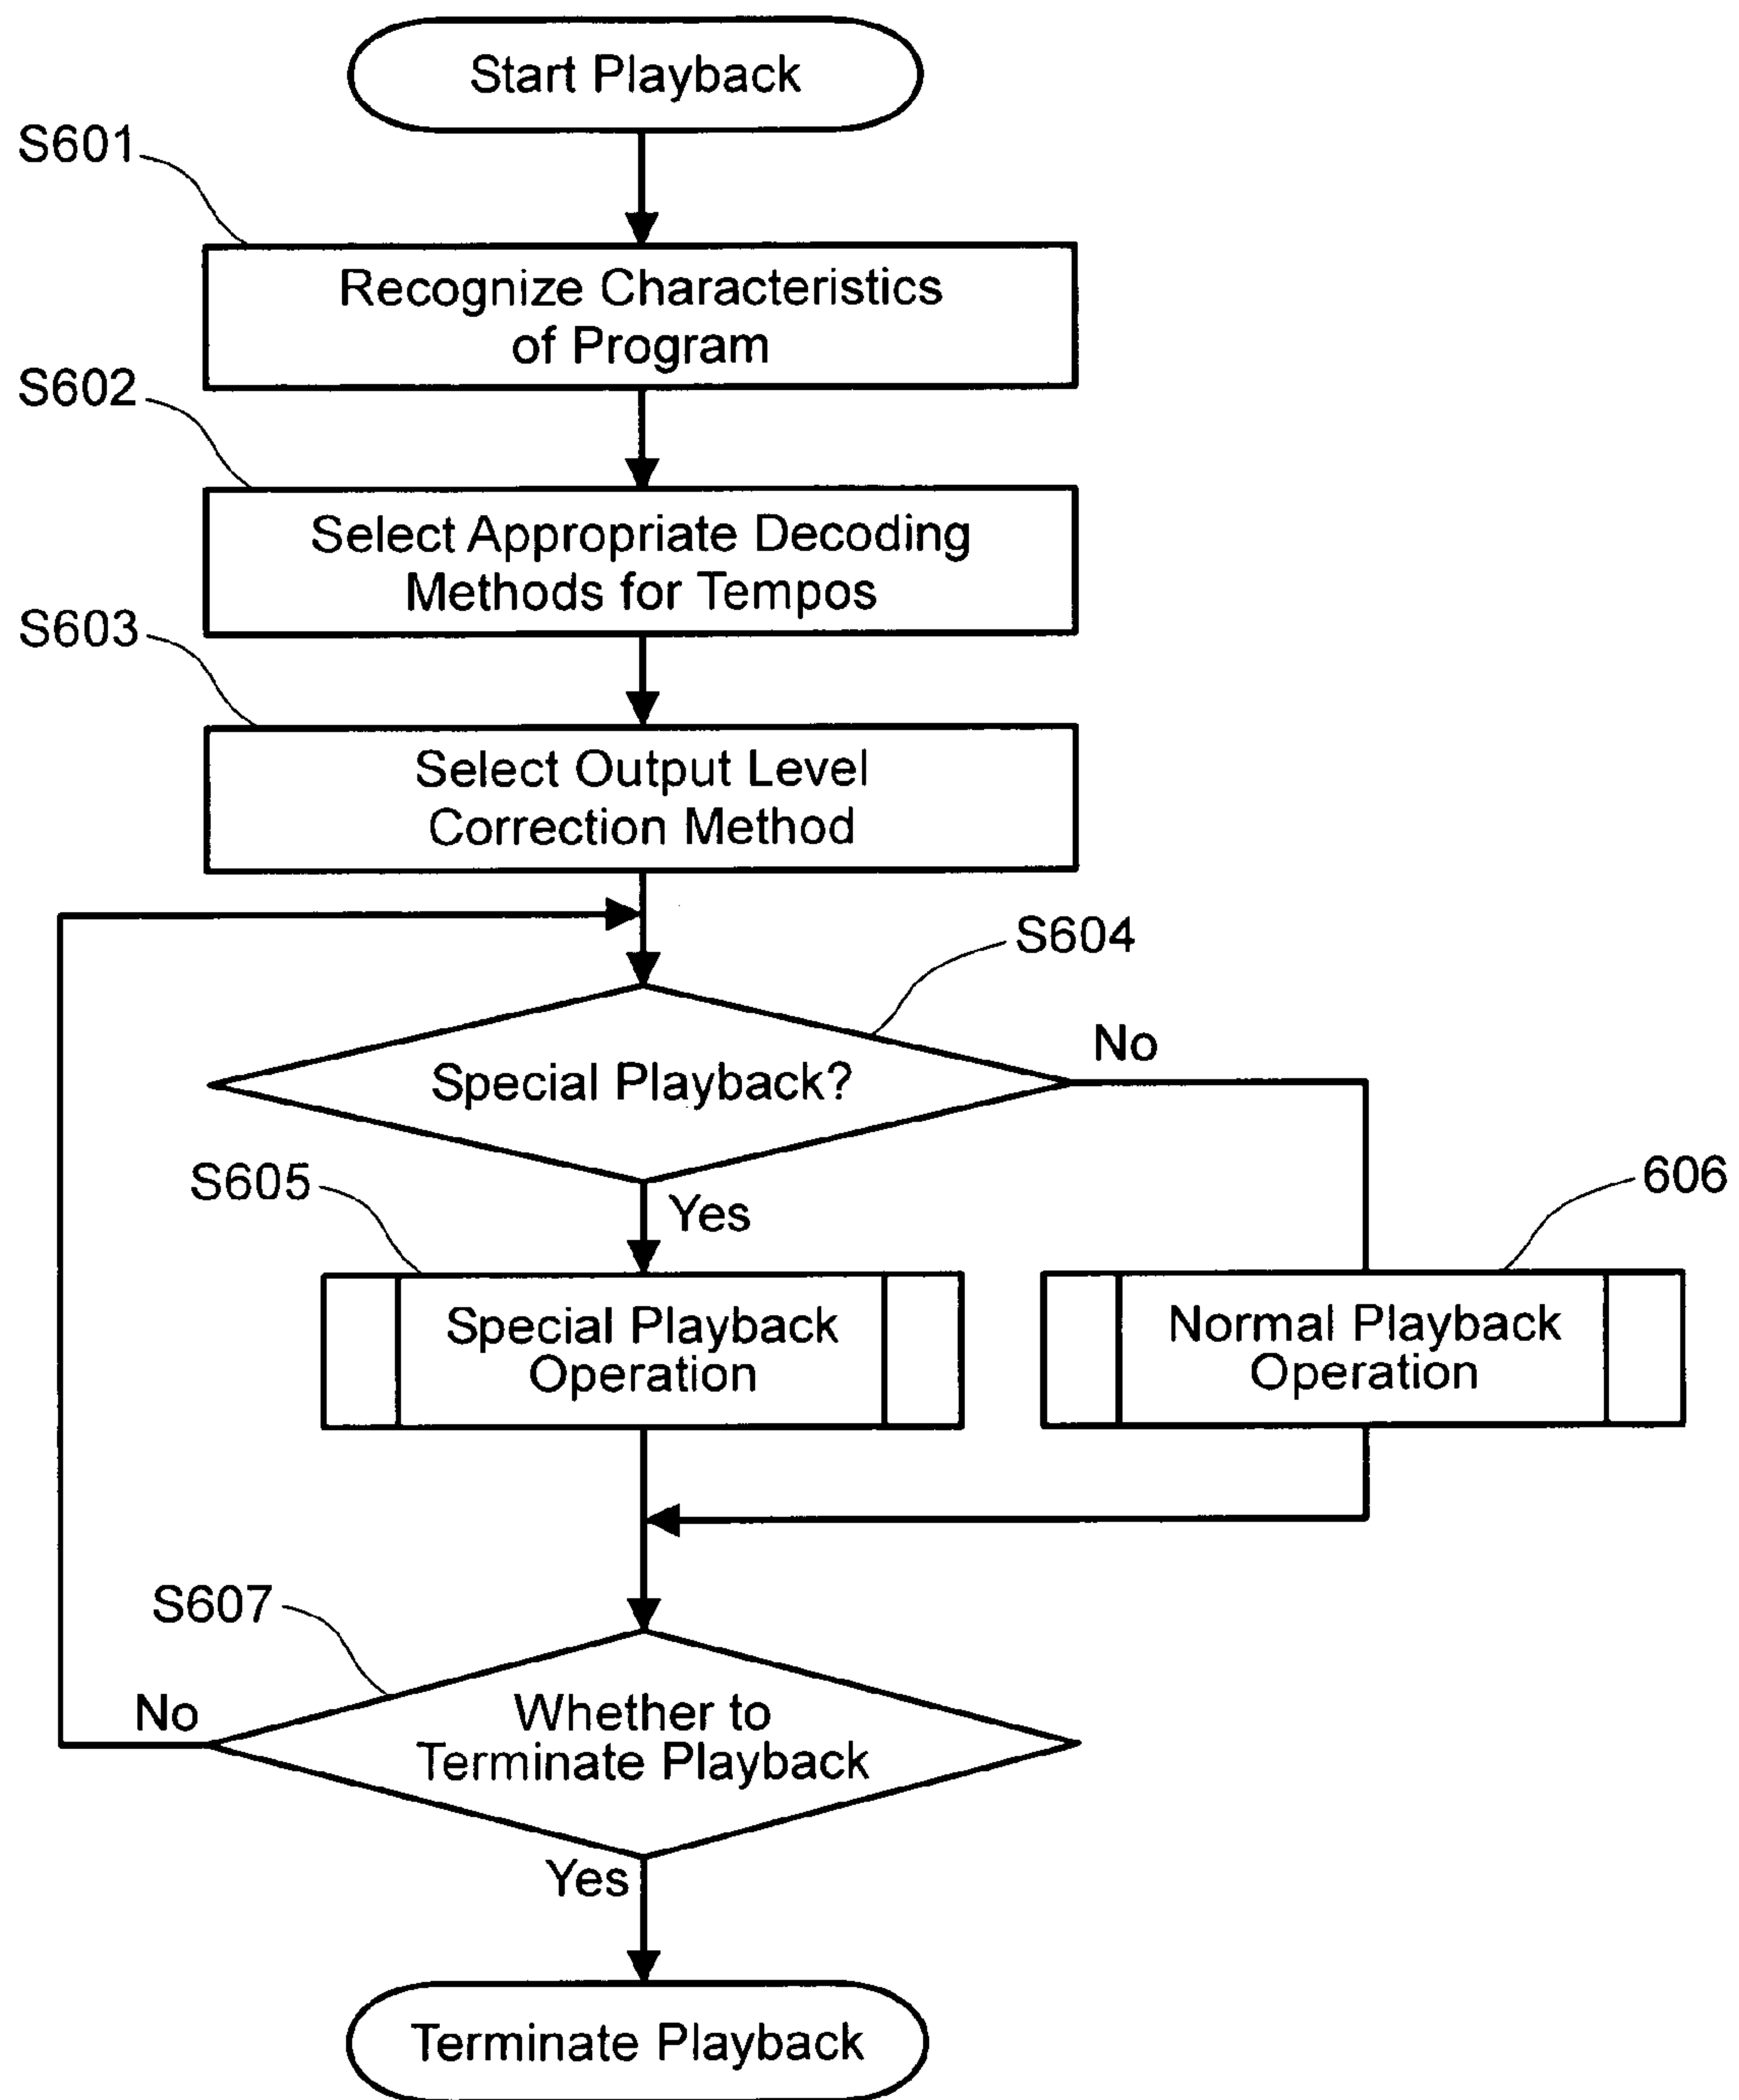 Start Playback
S601
Recognize Characteristics
of Program
S602
Select Appropriate Decoding
Methods for Tempos
S603
Select Output Level
Correction Method
S604
Special Playback?
No
Yes
S605
Special Playback
Operation
606
Normal Playback
Operation
S607
Whether to
Terminate Playback
No
Yes
Terminate Playback